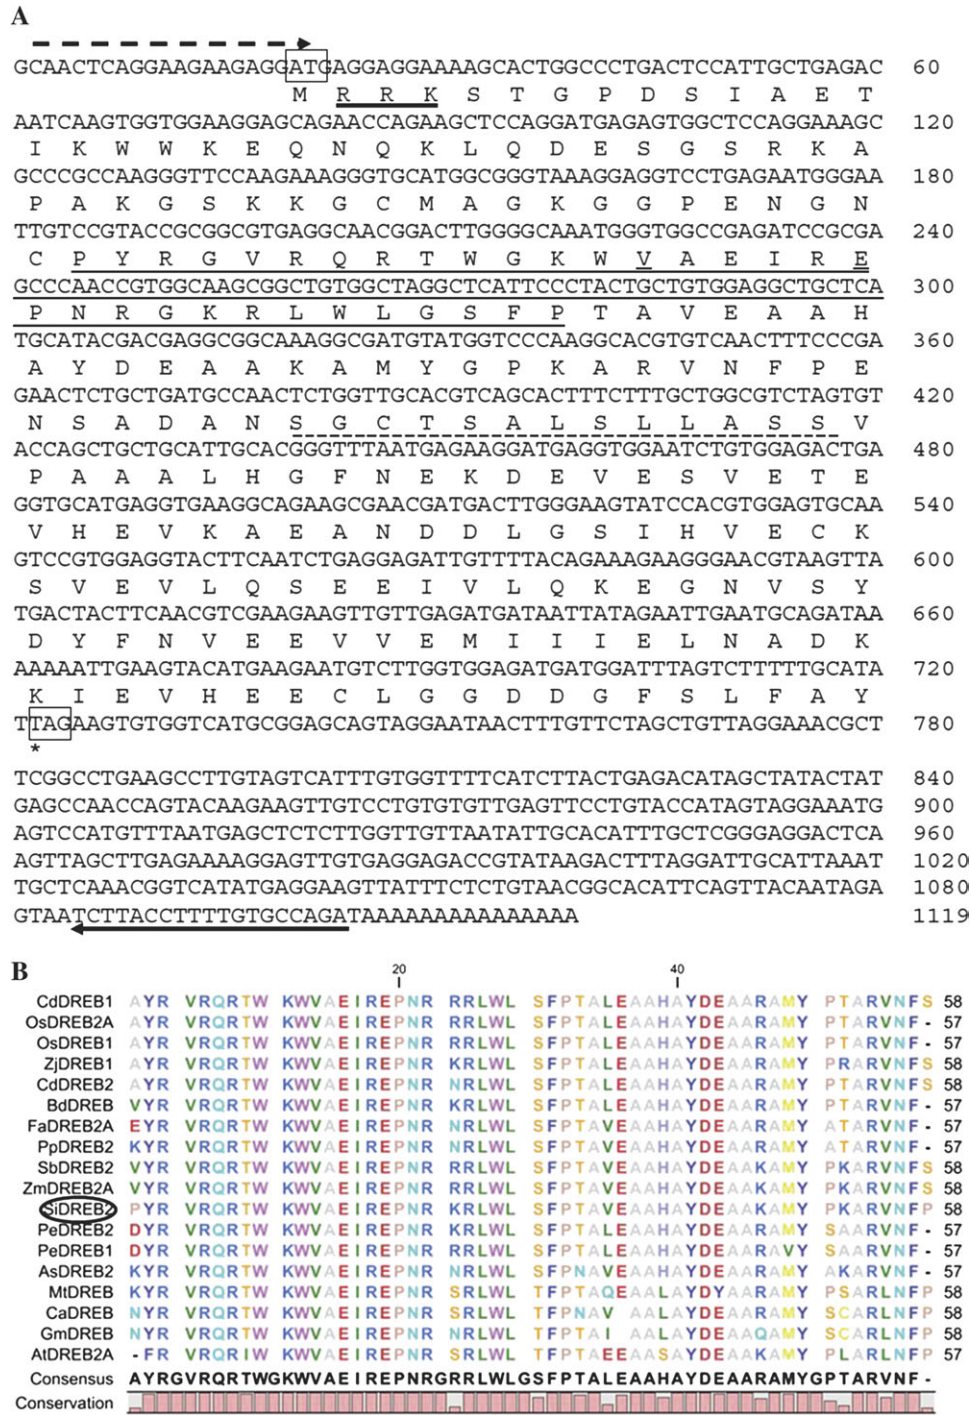 A
GCAACTCAGGAAGAAGAGGATGAGGAGGAAAAGCACTGGCCCTGACTCCATTGCTGAGAC 60
M R R K S T G P D S I A E T
AATCAAGTGGTGGAAGGAGCAGAACCAGAAGCTCCAGGATGAGAGTGGCTCCAGGAAAGC 120
I K W W K E Q N Q K L Q D E S G S R K A
GCCCGCCAAGGGTTCCAAGAAAGGGTGCATGGCGGGTAAAGGAGGTCCTGAGAATGGGAA 180
P A K G S K K G C M A G K G G P E N G N
TTGTCCGTACCGCGGCGTGAGGCAACGGACTTGGGGCAAATGGGTGGCCGAGATCCGCGA 240
C P Y R G V R Q R T W G K W V A E I R E
GCCCAACCGTGGCAAGCGGCTGTGGCTAGGCTCATTCCCTACTGCTGTGGAGGCTGCTCA 300
P N R G K R L W L G S F P T A V E A A H
TGCATACGACGAGGCGGCAAAGGCGATGTATGGTCCCAAGGCACGTGTCAACTTTCCCGA 360
A Y D E A A K A M Y G P K A R V N F P E
GAACTCTGCTGATGCCAACTCTGGTTGCACGTCAGCACTTTCTTTGCTGGCGTCTAGTGT 420
N S A D A N S G C T S A L S L L A S S V
ACCAGCTGCTGCATTGCACGGGTTTAATGAGAAGGATGAGGTGGAATCTGTGGAGACTGA 480
P A A A L H G F N E K D E V E S V E T E
GGTGCATGAGGTGAAGGCAGAAGCGAACGATGACTTGGGAAGTATCCACGTGGAGTGCAA 540
V H E V K A E A N D D L G S I H V E C K
GTCCGTGGAGGTACTTCAATCTGAGGAGATTGTTTTACAGAAAGAAGGGAACGTAAGTTA 600
S V E V L Q S E E I V L Q K E G N V S Y
TGACTACTTCAACGTCGAAGAAGTTGTTGAGATGATAATTATAGAATTGAATGCAGATAA 660
D Y F N V E E V V E M I I I E L N A D K
AAAAATTGAAGTACATGAAGAATGTCTTGGTGGAGATGATGGATTTAGTCTTTTTGCATA 720
K I E V H E E C L G G D D G F S L F A Y
TTAGAAGTGTGGTCATGCGGAGCAGTAGGAATAACTTTGTTCTAGCTGTTAGGAAACGCT 780
*
TCGGCCTGAAGCCTTGTAGTCATTTGTGGTTTTCATCTTACTGAGACATAGCTATACTAT 840
GAGCCAACCAGTACAAGAAGTTGTCCTGTGTGTTGAGTTCCTGTACCATAGTAGGAAATG 900
AGTCCATGTTTAATGAGCTCTCTTGGTTGTTAATATTGCACATTTGCTCGGGAGGACTCA 960
AGTTAGCTTGAGAAAAGGAGTTGTGAGGAGACCGTATAAGACTTTAGGATTGCATTAAAT 1020
TGCTCAAACGGTCATATGAGGAAGTTATTTCTCTGTAACGGCACATTCAGTTACAATAGA 1080
GTAATCTTACCTTTTGTGCCAGATAAAAAAAAAAAAAAA 1119
B
20 40
CdDREB1 AYR VRQRTW KWVAEIREPNR RRLWL SFPTALEAAHAYDEAARAMY PTARVNFS 58
OsDREB2A AYR VRQRTW KWVAEIREPNR RRLWL SFPTALEAAHAYDEAARAMY PTARVNF- 57
OsDREB1 AYR VRQRTW KWVAEIREPNR RRLWL SFPTALEAAHAYDEAARAMY PTARVNF- 57
ZjDREB1 AYR VRQRTW KWVAEIREPNR RRLWL SFPTALEAAHAYDEAARAMY PRARVNFS 58
CdDREB2 AYR VRQRTW KWVAEIREPNR NRLWL SFPTALEAAHAYDEAARAMY PTARVNFS 58
BdDREB VYR VRQRTW KWVAEIREPNR KRLWL SFPTALEAAHAYDEAARAMY PTARVNF- 57
FaDREB2A EYR VRQRTW KWVAEIREPNR NRLWL SFPTAVEAAHAYDEAARAMY ATARVNF- 57
PpDREB2 KYR VRQRTW KWVAEIREPNR NRLWL SFPTAVEAAHAYDEAARAMY ATARVNF- 57
SbDREB2 VYR VRQRTW KWVAEIREPNR NRLWL SFPTAVEAAHAYDEAARAMY PKARVNFS 58
ZmDREB2A VYR VRQRTW KWVAEIREPNR NRLWL SFPTAVEAAHAYDEAAKAMY PKARVNFS 58
SiDREB2 PYR VRQRTW KWVAEIREPNR KRLWL SFPTAVEAAHAYDEAAKAMY PKARVNFP 58
PeDREB2 DYR VRQRTW KWVAEIREPNR KRLWL SFPTAVEAAHAYDEAAKAMY SAARVNF- 57
PeDREB1 DYR VRQRTW KWVAEIREPNR NRLWL SFPTALEAAHAYDEAARAVY SAARVNF- 57
AsDREB2 KYR VRQRTW KWVAEIREPNR NRLWL SFPNAVEAAHAYDEAARAMY AKARVNF- 57
MtDREB KYR VRQRTW KWVAEIREPNR SRLWL SFPTAQEAALAYDYAARAMY PSARLNFP 58
CaDREB NYR VRQRTW KWVAEIREPNR SRLWL TFPNAV AALAYDEAARAMY SCARLNFP 58
GmDREB NYR VRQRTW KWVAEIREPNR NRLWL TFPTAI AALAYDEAAQAMY SCARLNFP 58
AtDREB2A -FR VRQRIW KWVAEIREPNR SRLWL TFPTAEEAASAYDEAAKAMY PLARLNFP 57
Consensus AYRGVRQRTWGKWVAEIREPNRGRRLWLGSFPTALEAAHAYDEAARAMYGPTARVNF-
Conservation